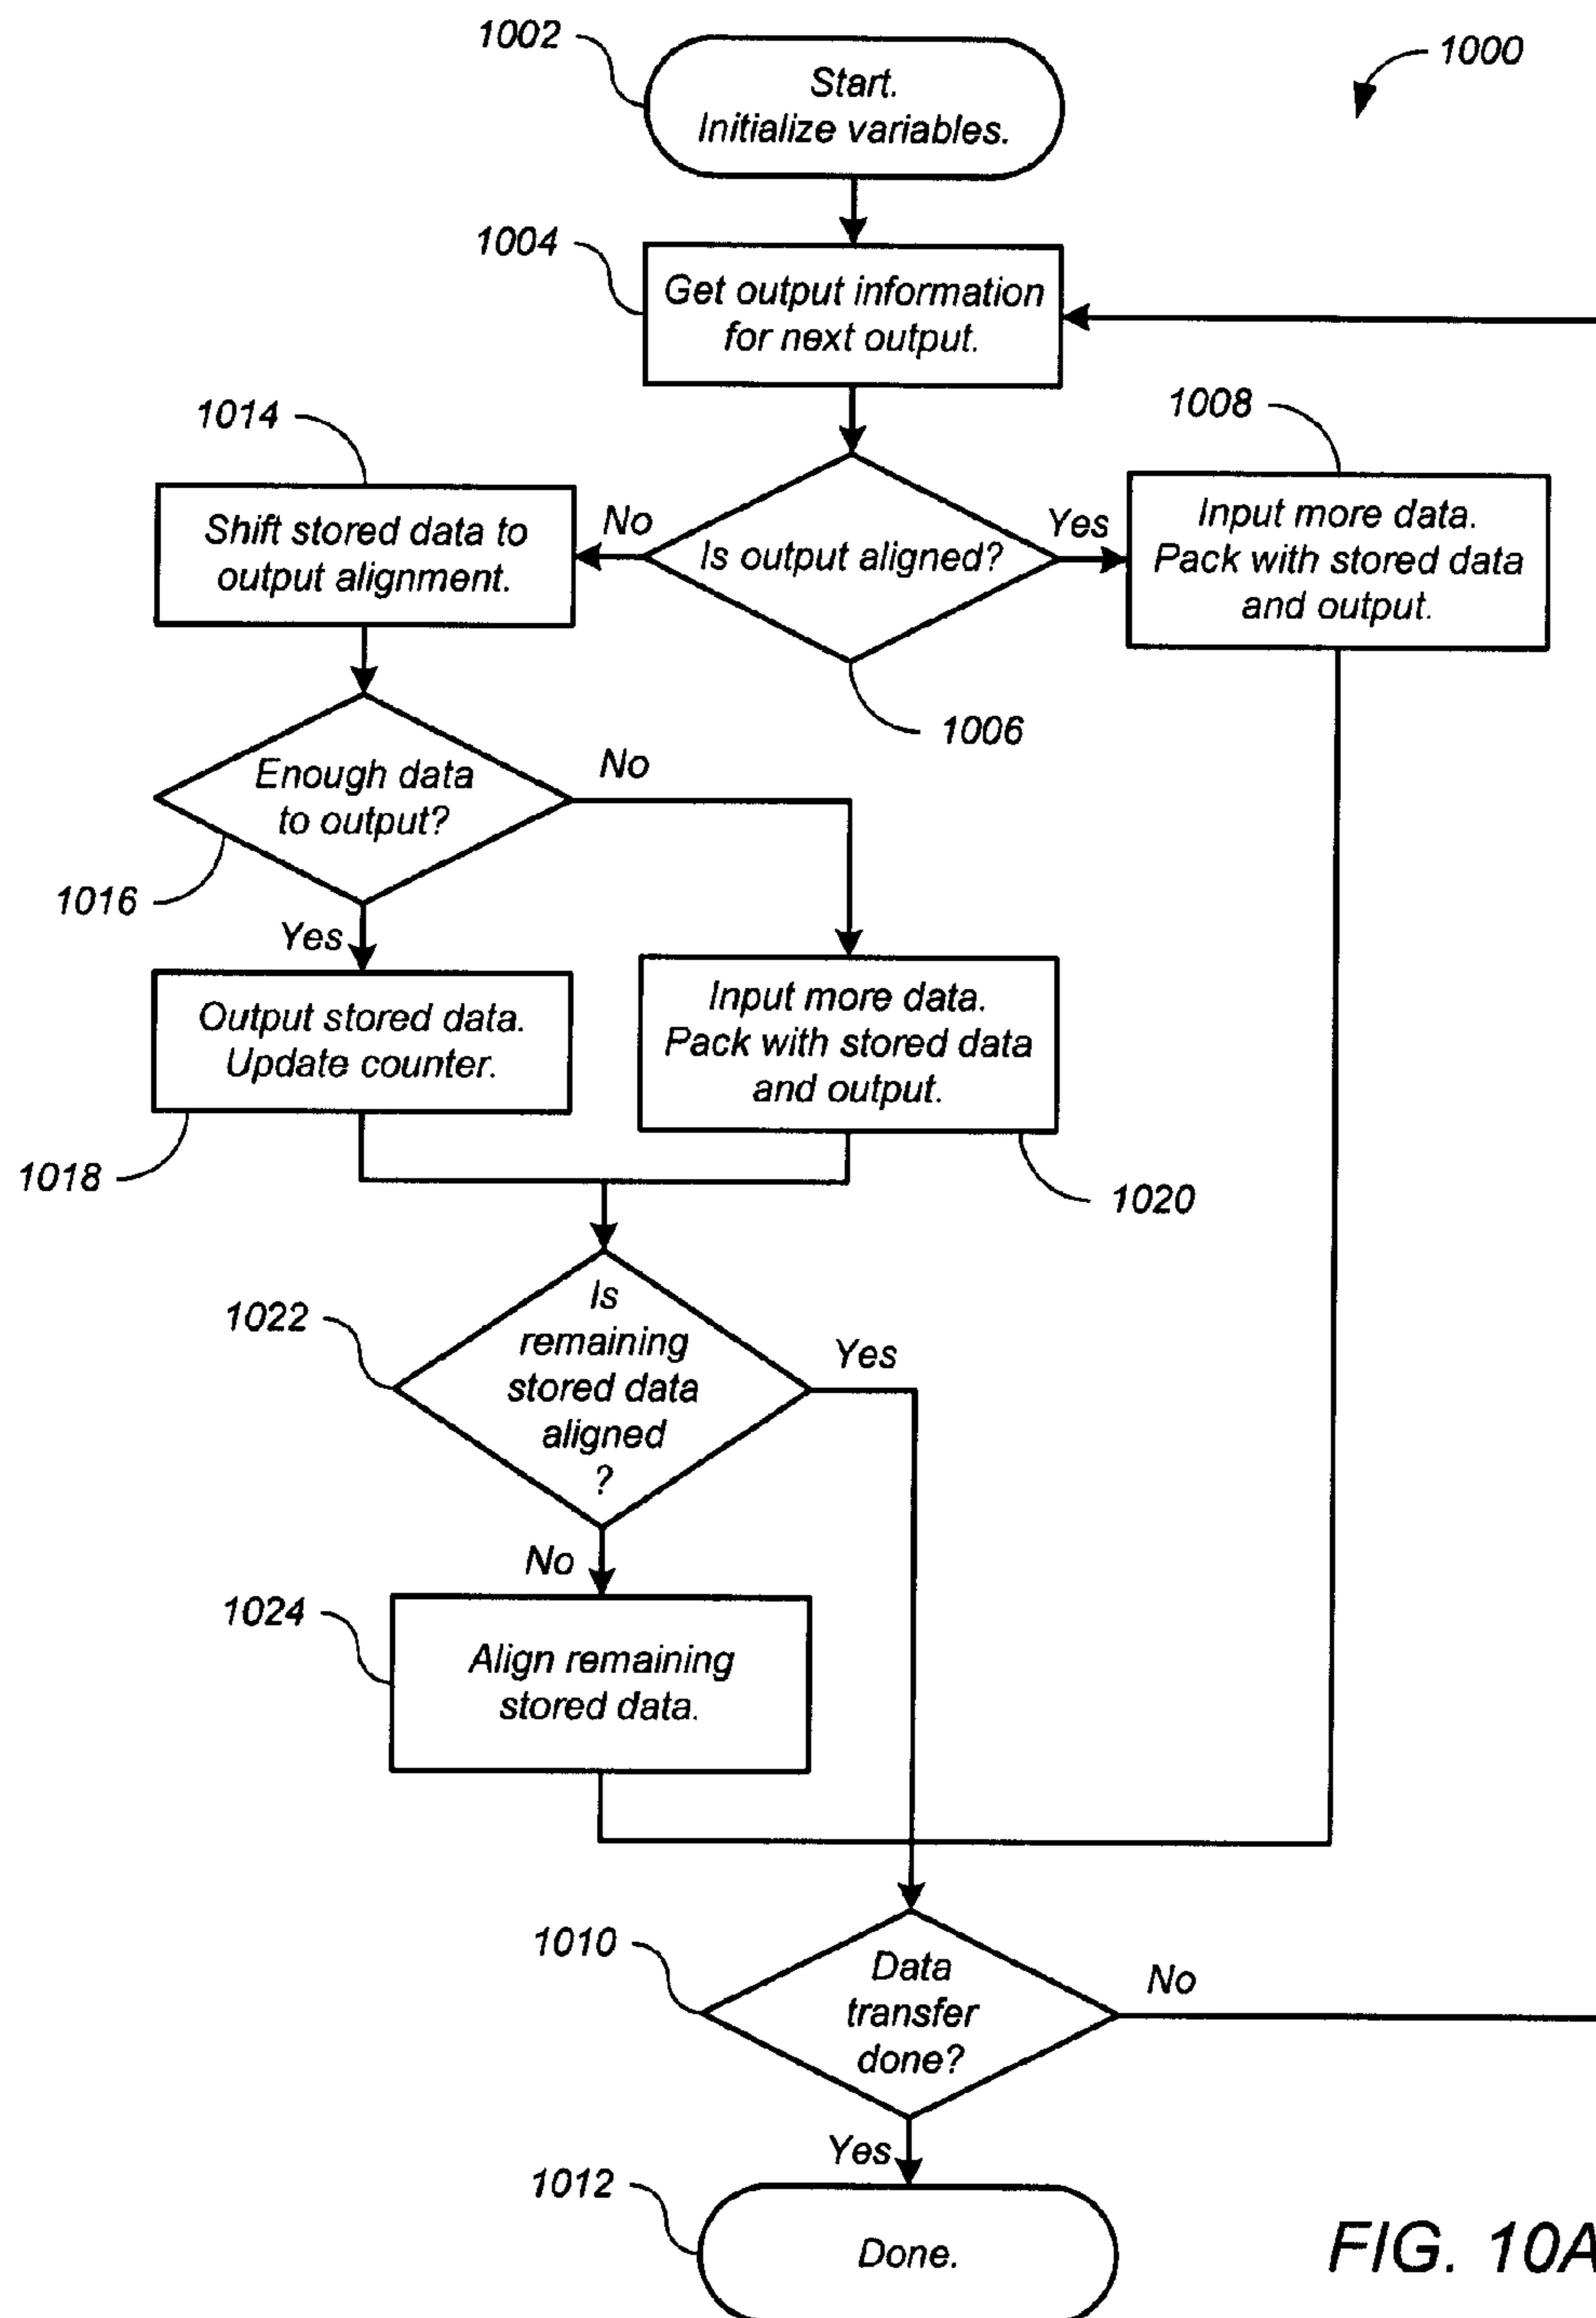 1002
1000
Start.
Initialize variables.
1004
Get output information
for next output.
1014
1008
Shift stored data to
output alignment.
No
Is output aligned?
Yes
Input more data.
Pack with stored data
and output.
1006
Enough data
to output?
No
1016
Yes
Output stored data.
Update counter.
Input more data.
Pack with stored data
and output.
1018
1020
1022
Is
remaining
stored data
aligned
?
Yes
No
1024
Align remaining
stored data.
1010
Data
transfer
done?
No
Yes
1012
Done.
FIG. 10A